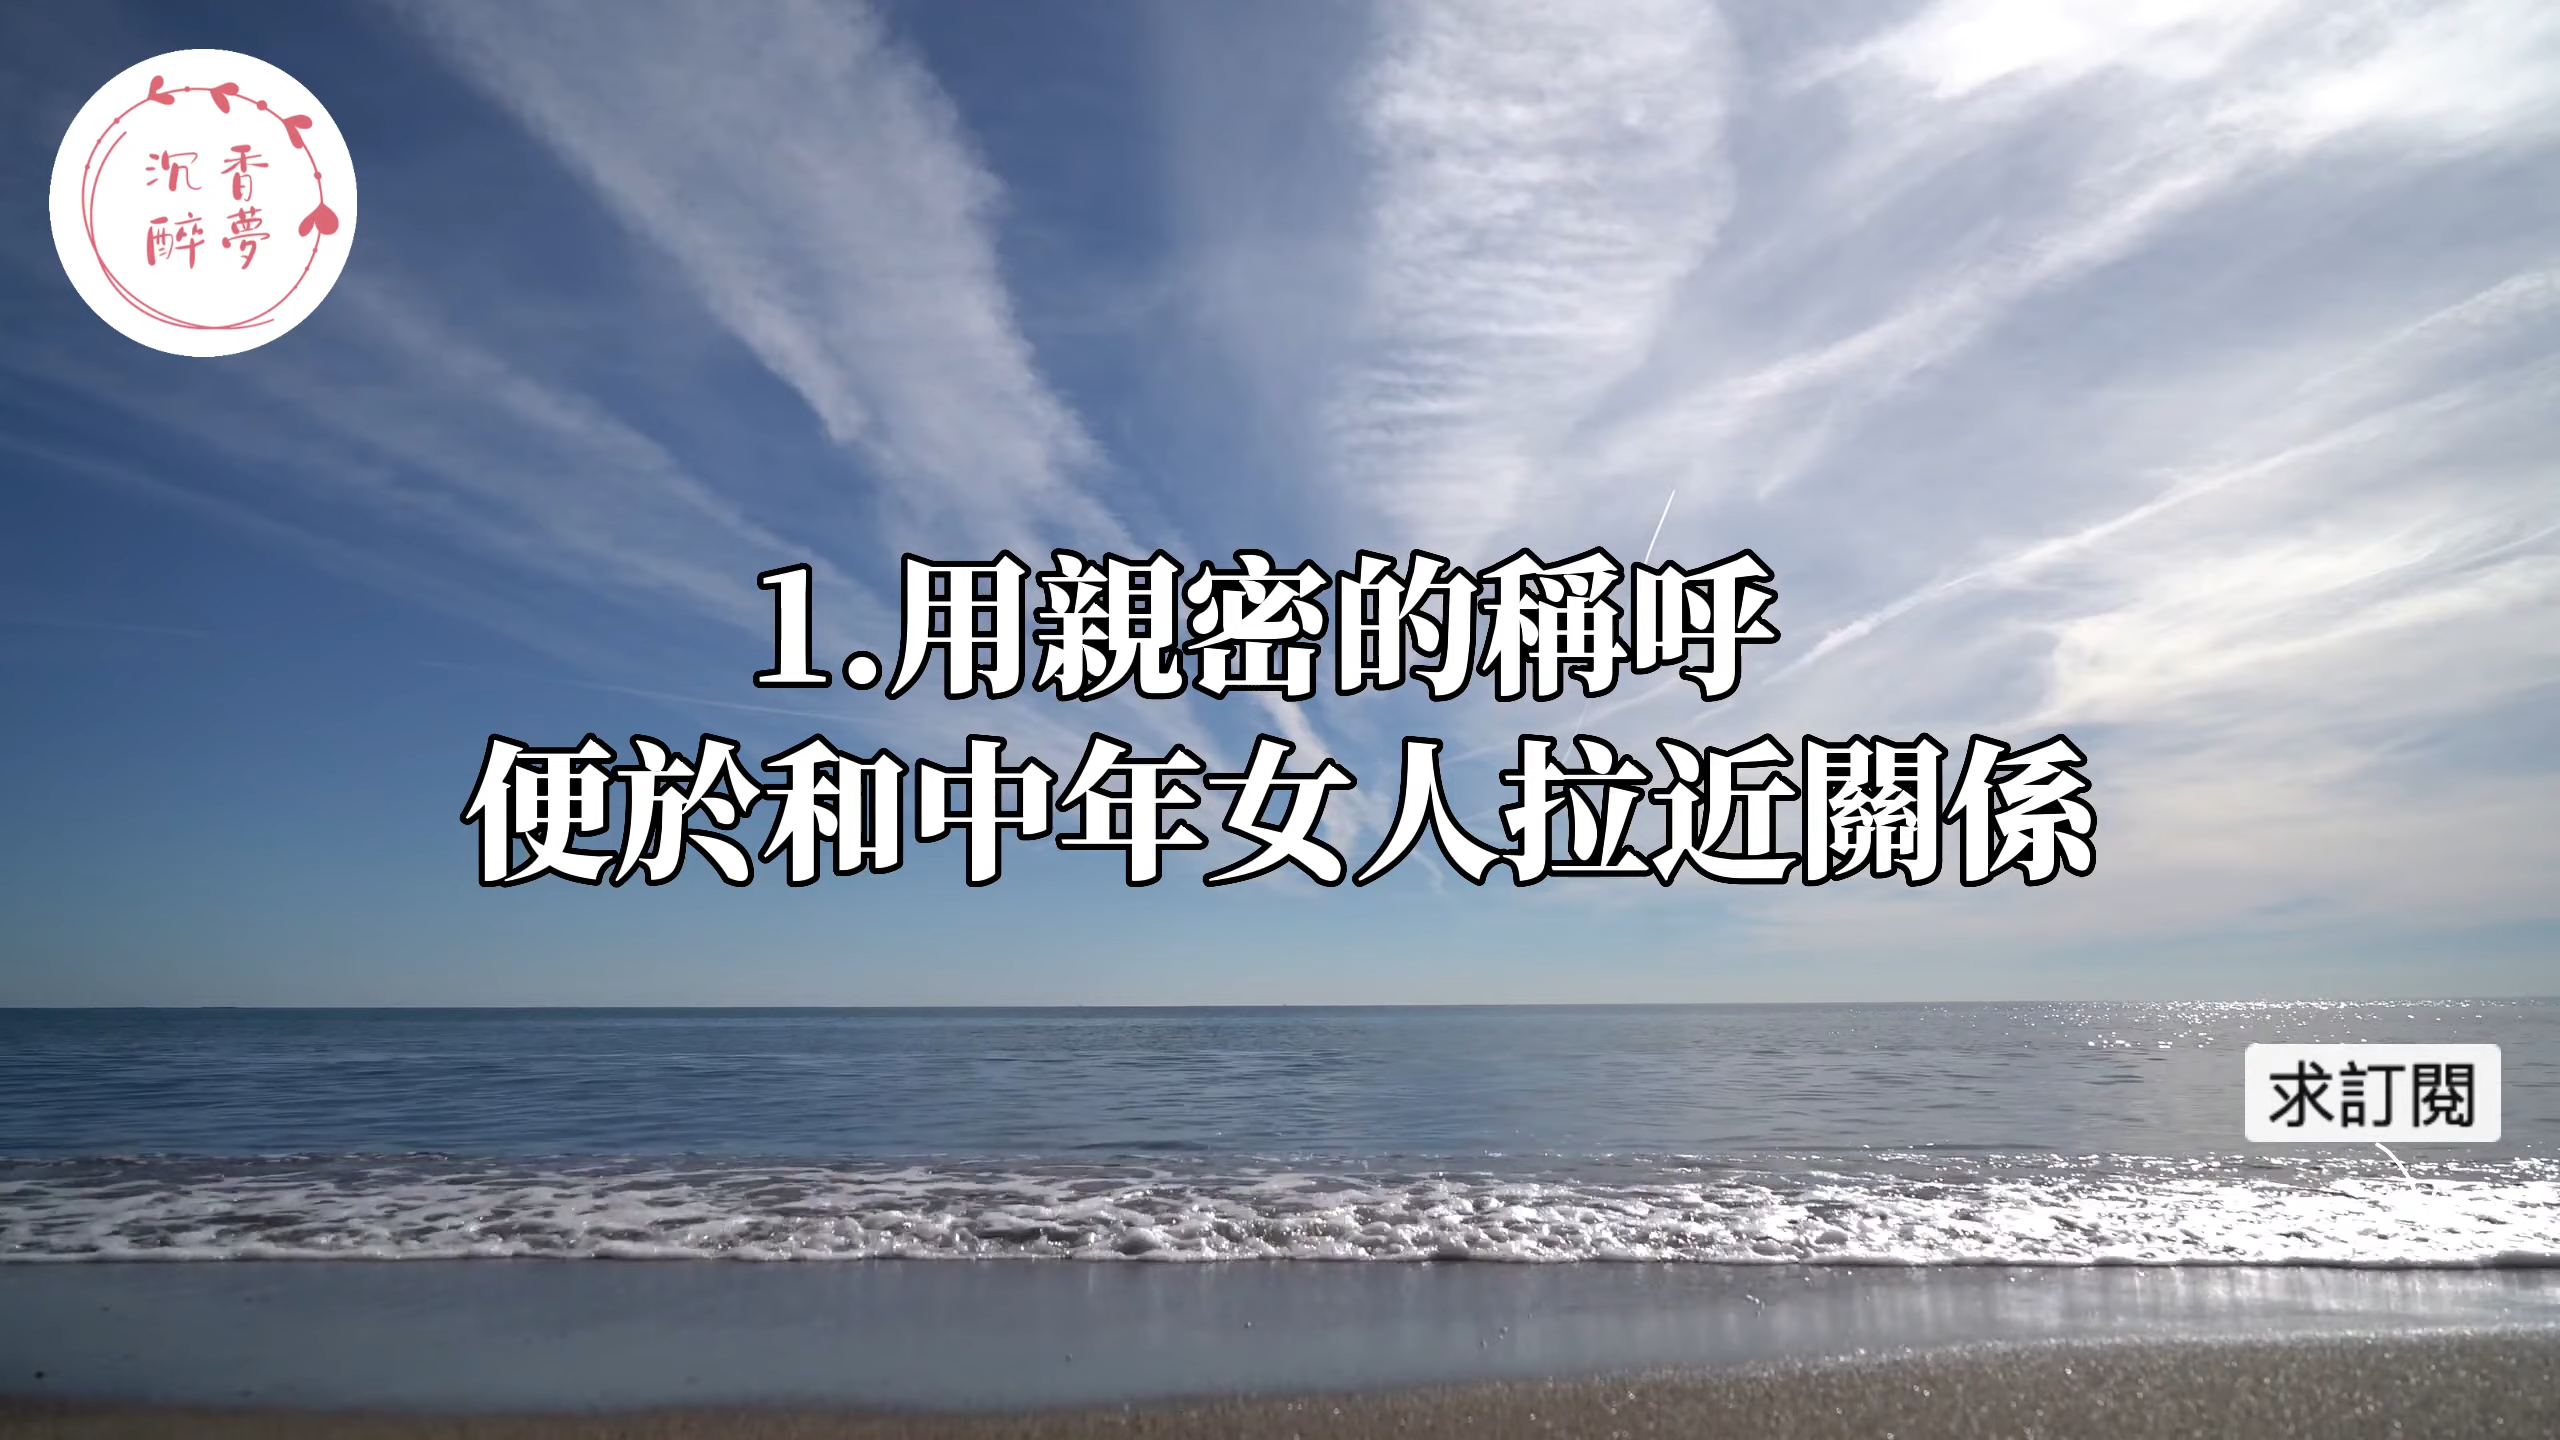 沉香
醉夢
1.用親密的稱呼
便於和中年女人拉近關係
求訂閱